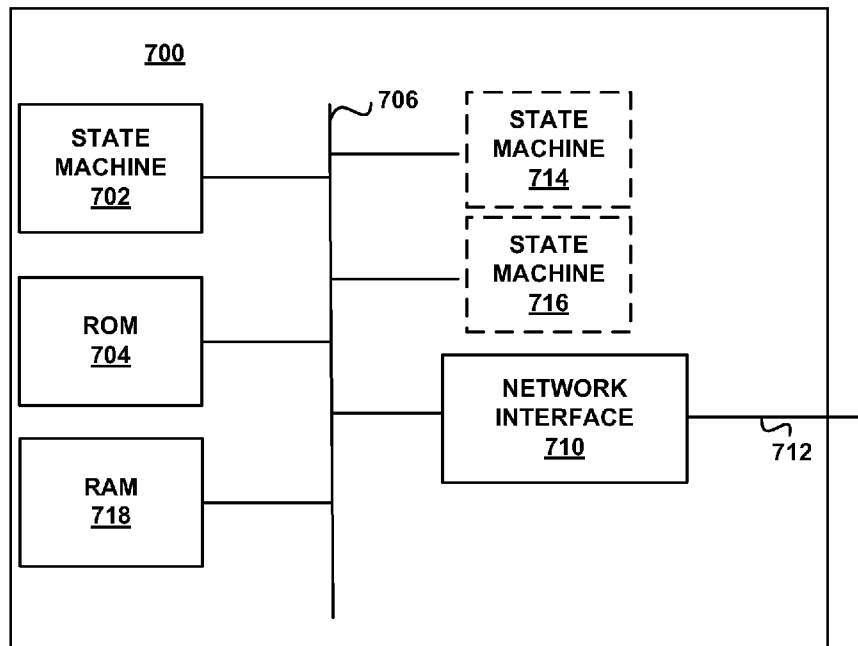 700
706
STATE
MACHINE
702
STATE
MACHINE
714
STATE
MACHINE
716
ROM
704
NETWORK
INTERFACE
710
712
RAM
718